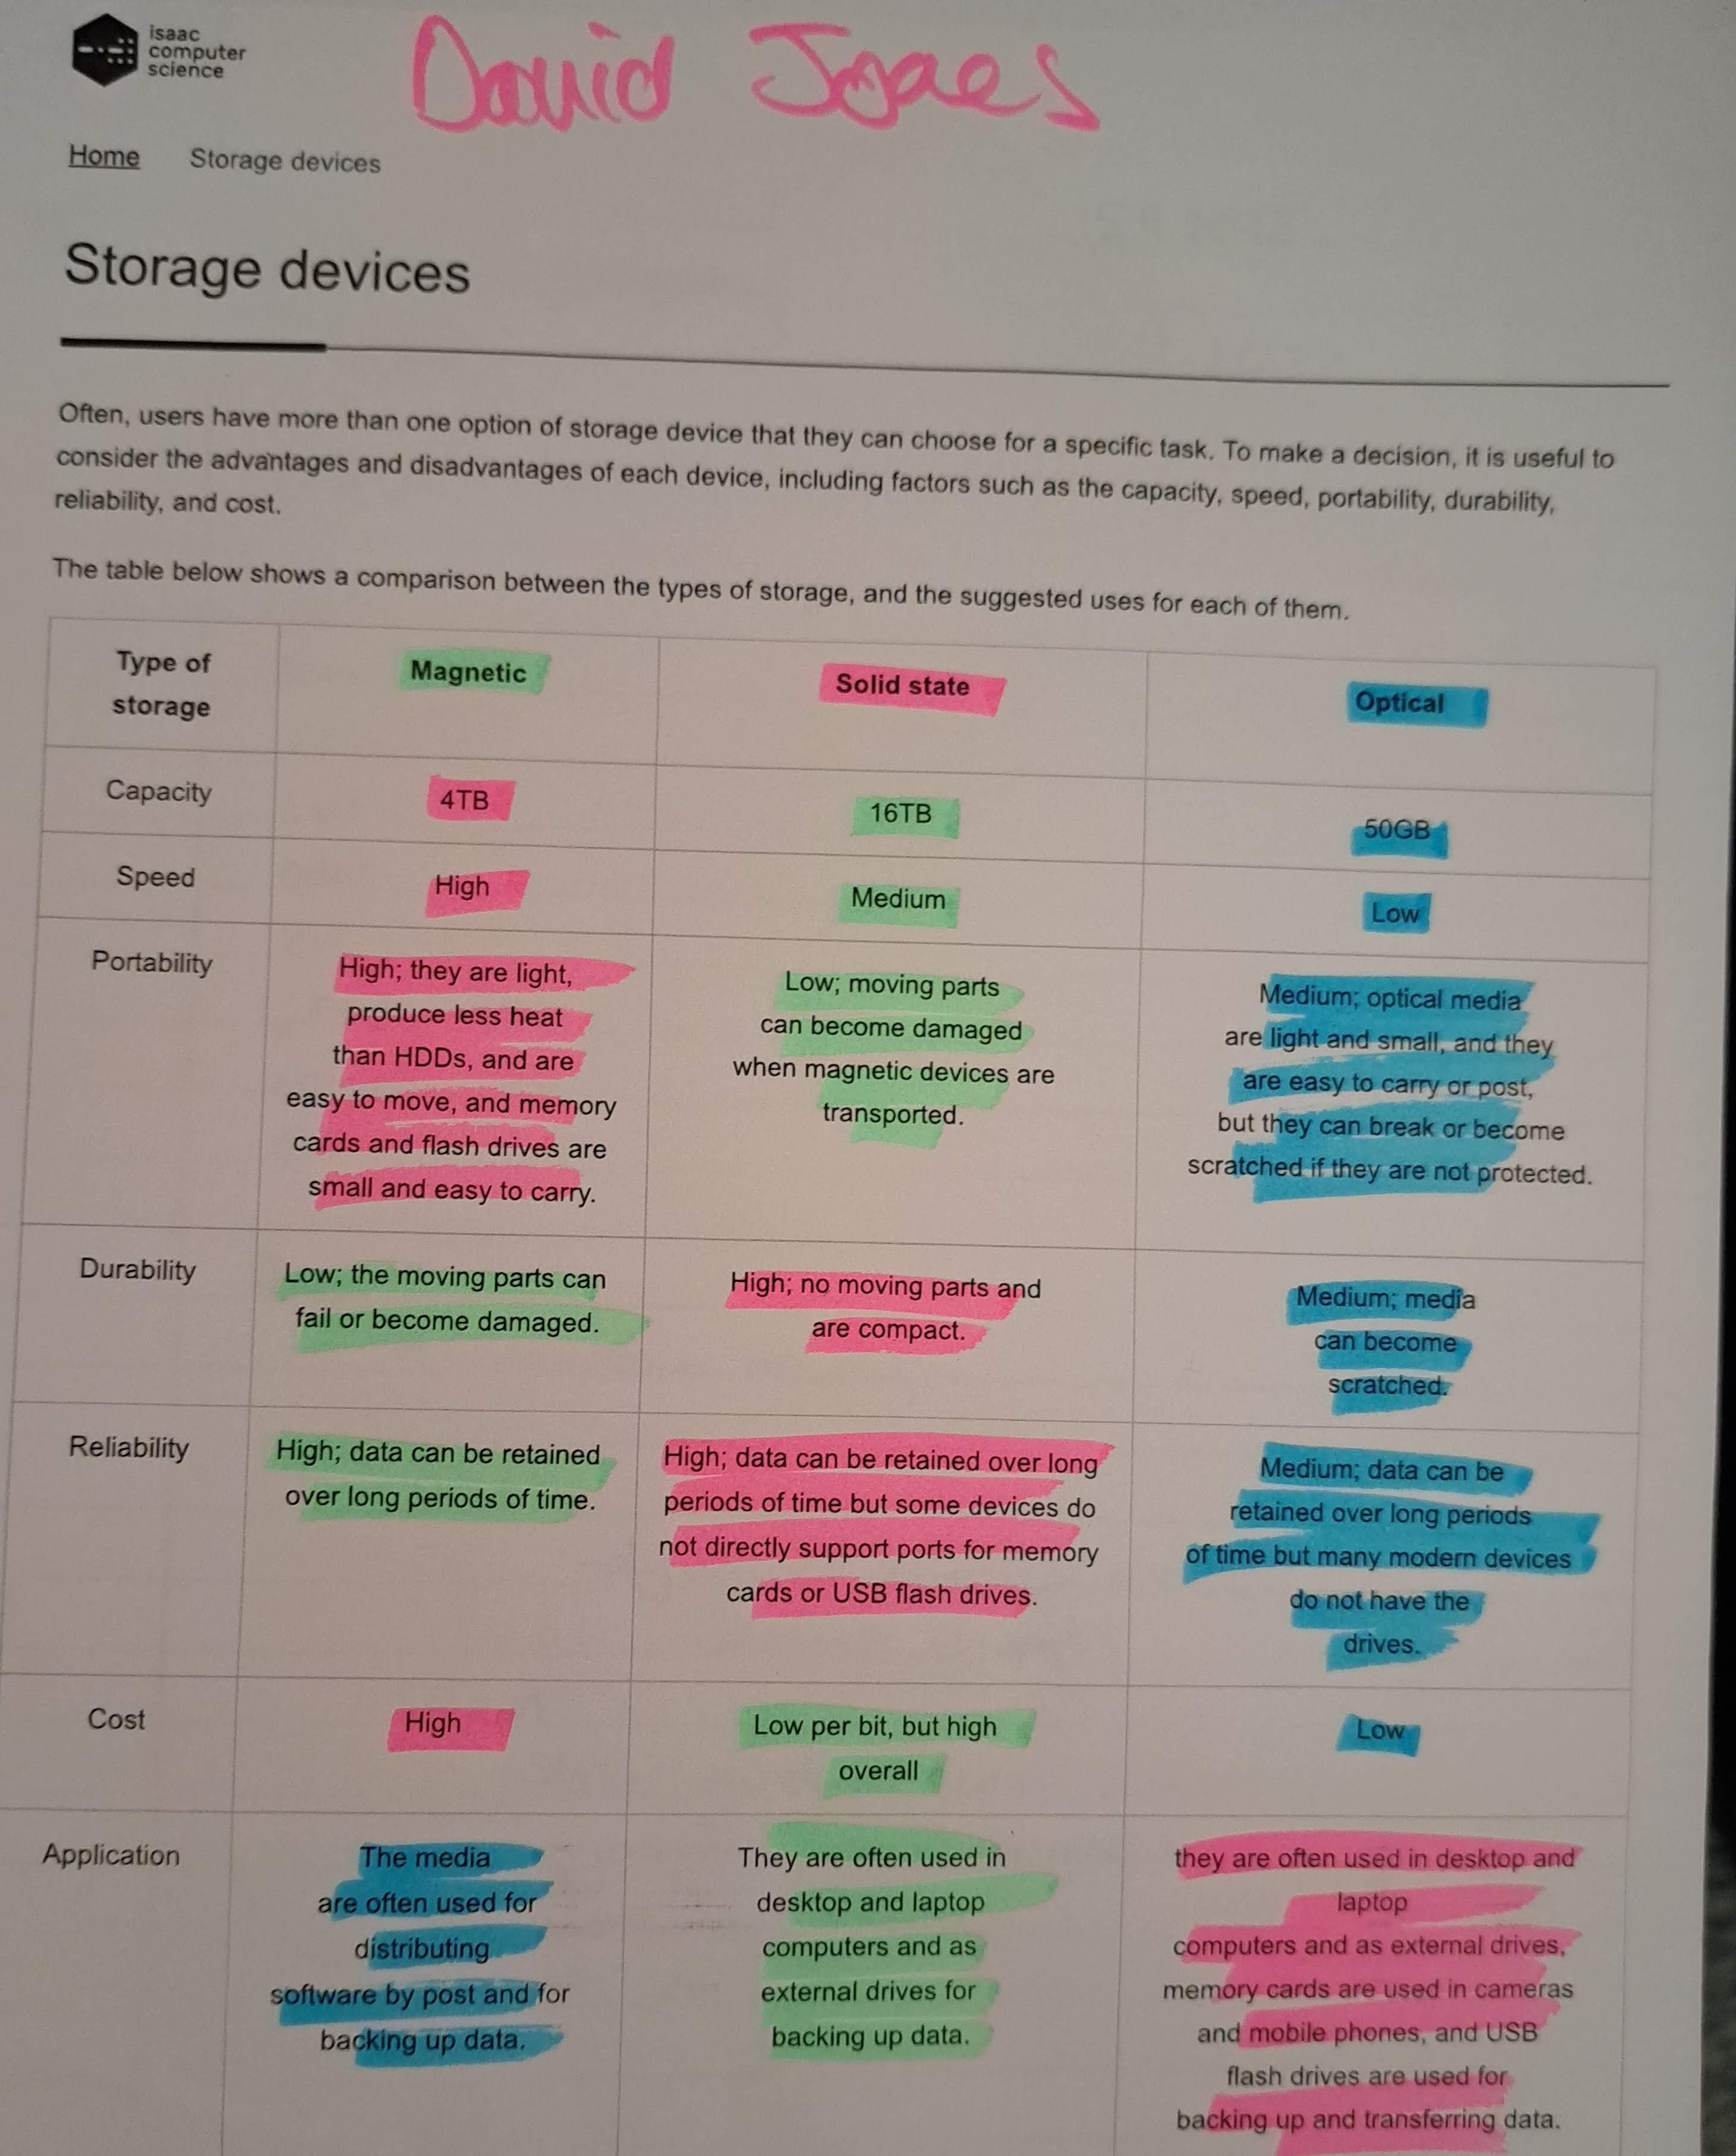 isaac
computer
science
David Jones
Home Storage devices
Storage devices
Often, users have more than one option of storage device that they can choose for a specific task. To make a decision, it is useful to
consider the advantages and disadvantages of each device, including factors such as the capacity, speed, portability, durability,
reliability, and cost.
The table below shows a comparison between the types of storage, and the suggested uses for each of them.
Type of
storage
Magnetic
Solid state
Optical
Capacity
4TB
16TB
50GB
Speed
High
Medium
Low
Portability
High; they are light,
produce less heat
than HDDs, and are
easy to move, and memory
cards and flash drives are
small and easy to carry.
Low; moving parts
can become damaged
when magnetic devices are
transported.
Medium; optical media
are light and small, and they
are easy to carry or post,
but they can break or become
scratched if they are not protected.
Durability
Low; the moving parts can
fail or become damaged.
High; no moving parts and
are compact.
Medium; media
can become
scratched.
Reliability
High; data can be retained
over long periods of time.
High; data can be retained over long
periods of time but some devices do
not directly support ports for memory
cards or USB flash drives.
Medium; data can be
retained over long periods
of time but many modern devices
do not have the
drives.
Cost
High
Low per bit, but high
overall
Low
Application
The media
are often used for
distributing
software by post and for
backing up data.
They are often used in
desktop and laptop
computers and as
external drives for
backing up data.
they are often used in desktop and
laptop
computers and as external drives,
memory cards are used in cameras
and mobile phones, and USB
flash drives are used for
backing up and transferring data.